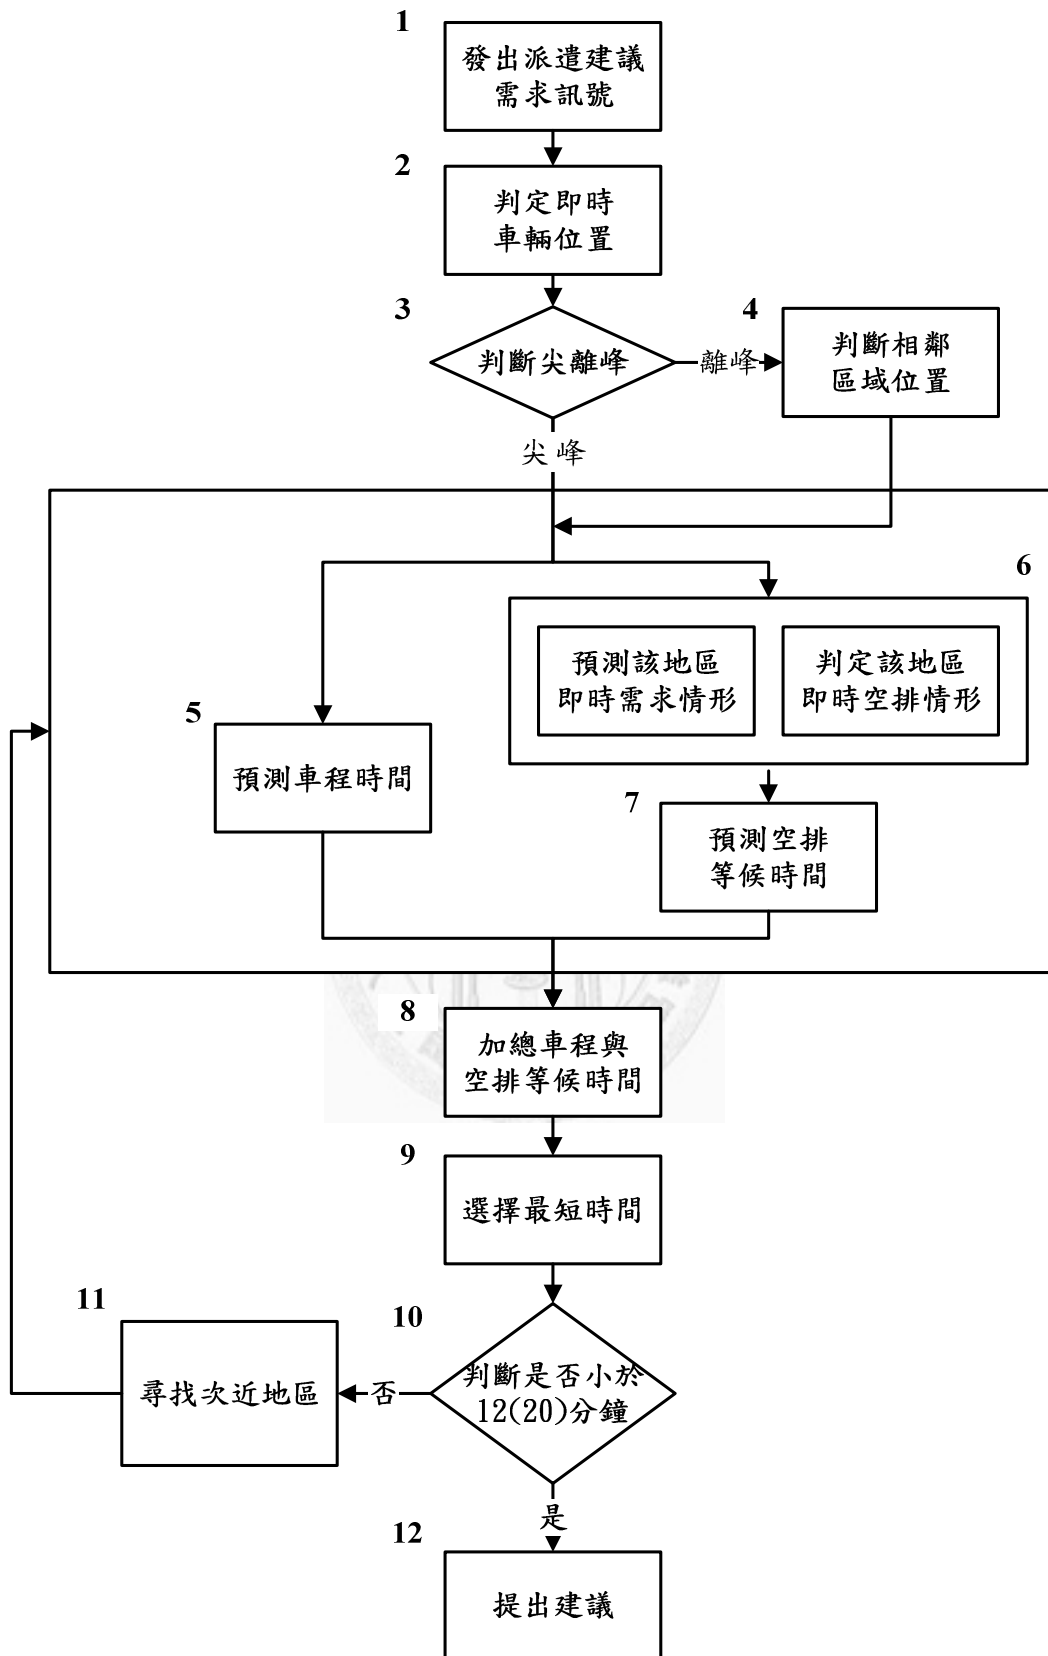 1
發出派遣建議
需求訊號
2
判定即時
車輛位置
3
判斷尖離峰
離峰
4
判斷相鄰
區域位置
尖峰
6
預測該地區
即時需求情形
判定該地區
即時空排情形
5
預測車程時間
7
預測空排
等候時間
8
加總車程與
空排等候時間
9
選擇最短時間
11
尋找次近地區
10
判斷是否小於
12(20)分鐘
否
是
12
提出建議